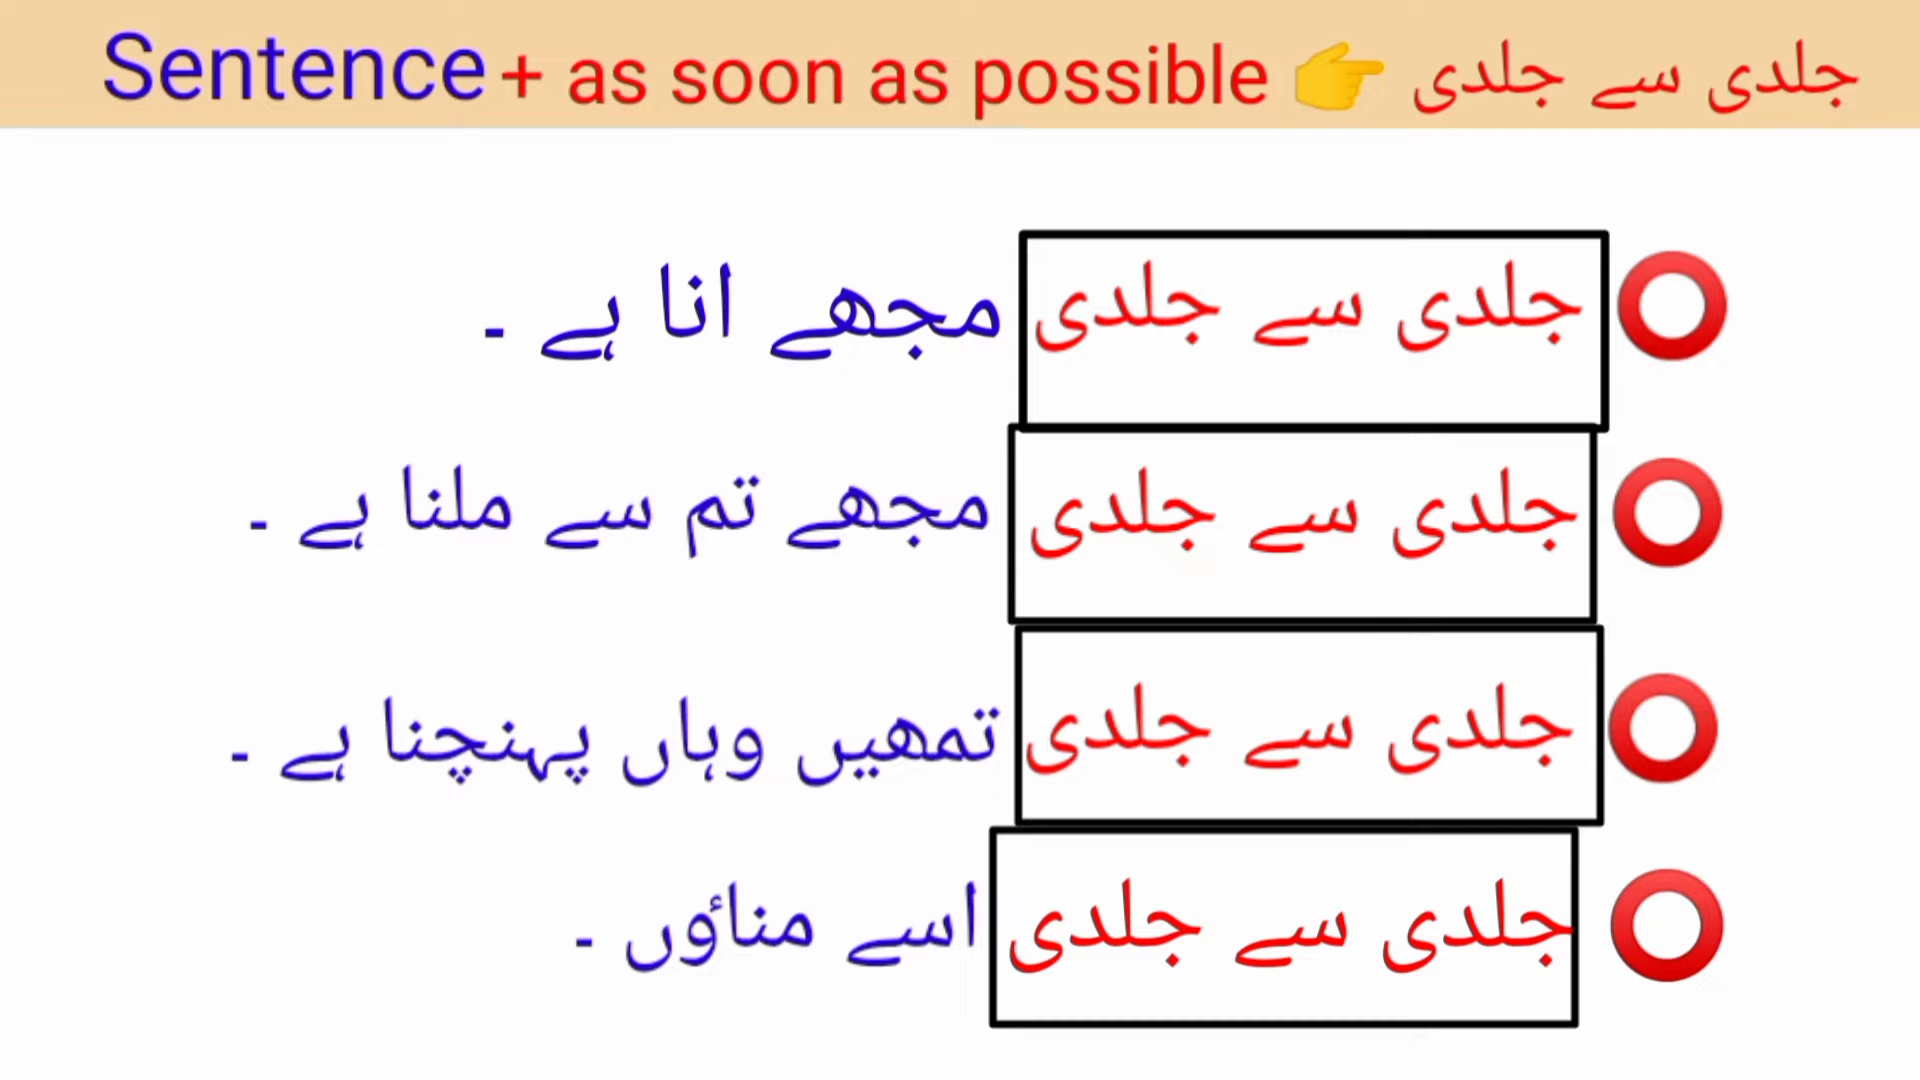 Sentence + as soon as possible 👉 جلدی سے جلدی
جلدی سے جلدی مجھے انا ہے ۔
جلدی سے جلدی مجھے تم سے ملنا ہے ۔
جلدی سے جلدی تمھیں وہاں پہنچنا ہے ۔
جلدی سے جلدی اسے مناؤں ۔